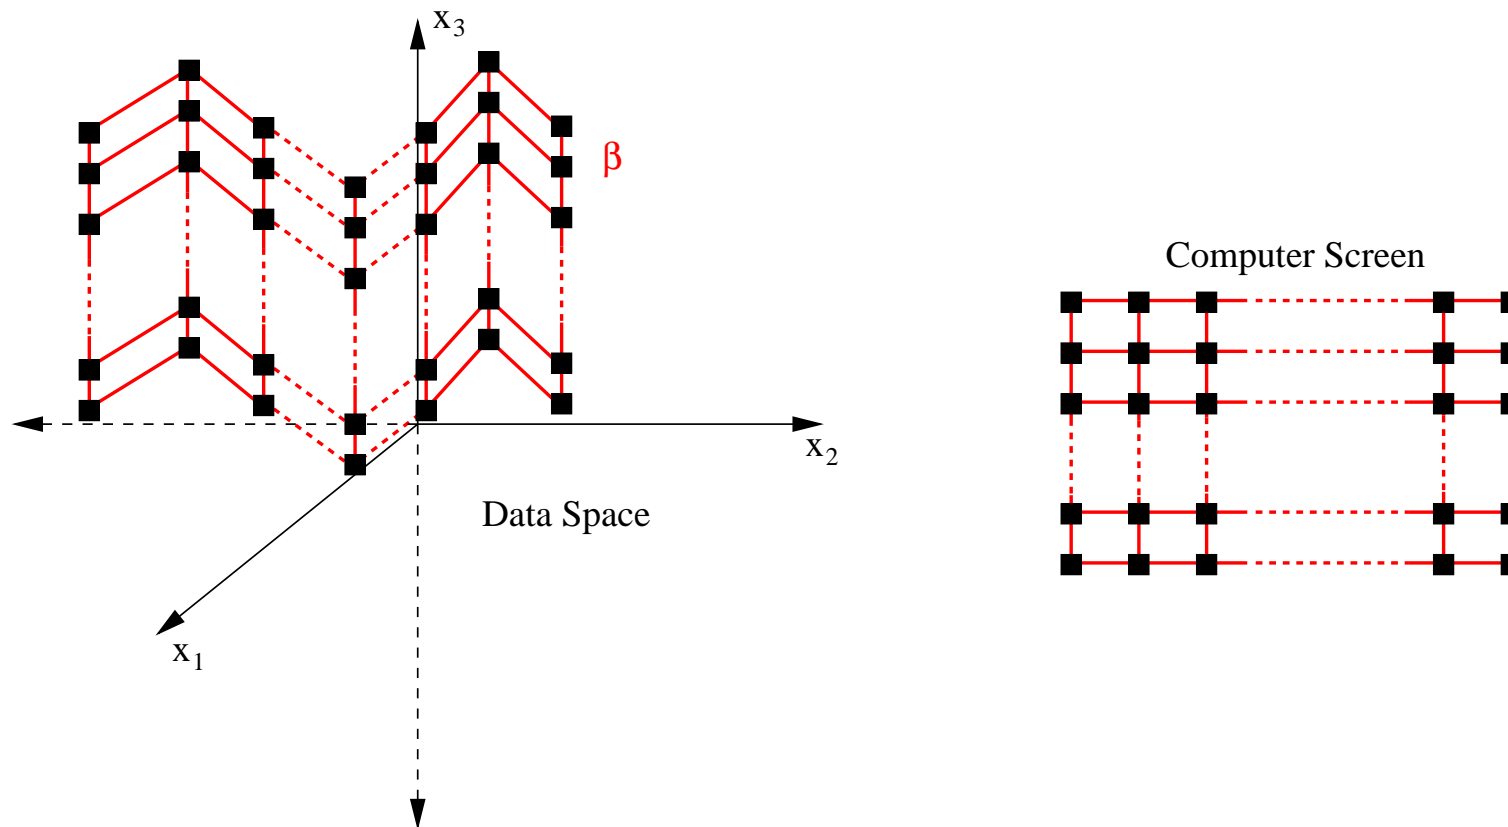 x3
β
Computer Screen
x2
Data Space
x1